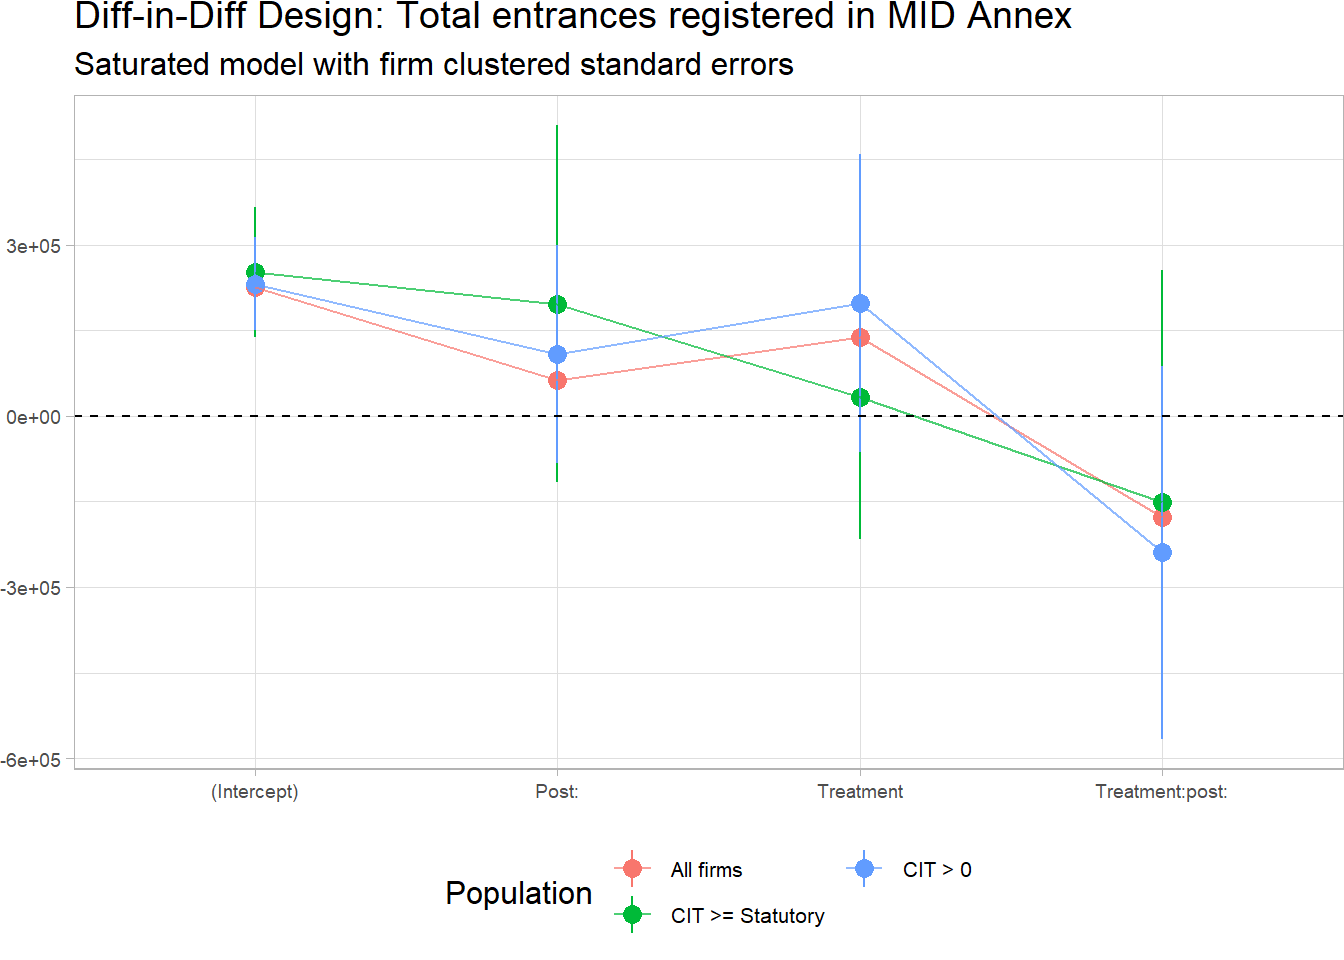 Diff-in-Diff Design: Total entrances registered in MID Annex
Saturated model with firm clustered standard errors
3e+05
0e+00
-3e+05
-6e+05
(Intercept)
Post:
Treatment
Treatment:post:
Population
All firms
CIT > 0
CIT >= Statutory